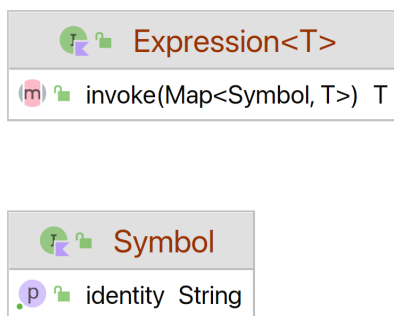 Expression<T>
m invoke(Map<Symbol, T>) T
Symbol
p identity String